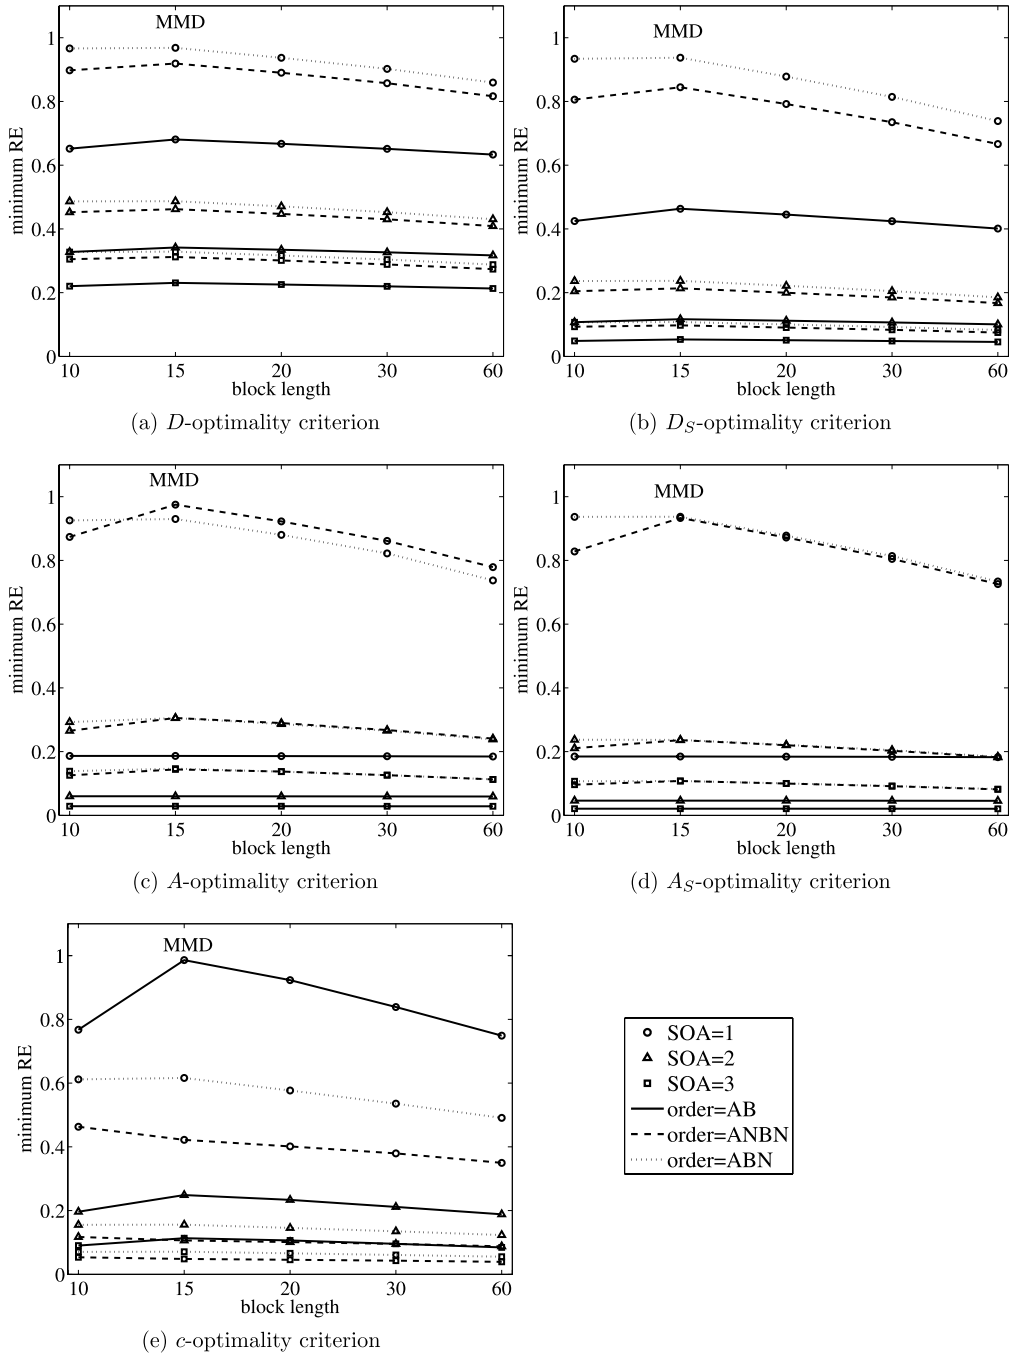 MMD
minimum RE
1
0.8
0.6
0.4
0.2
0
10 15 20 30 60
block length
(a) D-optimality criterion
MMD
minimum RE
1
0.8
0.6
0.4
0.2
0
10 15 20 30 60
block length
(b) D_S-optimality criterion
MMD
minimum RE
1
0.8
0.6
0.4
0.2
0
10 15 20 30 60
block length
(c) A-optimality criterion
MMD
minimum RE
1
0.8
0.6
0.4
0.2
0
10 15 20 30 60
block length
(d) A_S-optimality criterion
MMD
minimum RE
1
0.8
0.6
0.4
0.2
0
10 15 20 30 60
block length
(e) c-optimality criterion
SOA=1
SOA=2
SOA=3
order=AB
order=ANBN
order=ABN